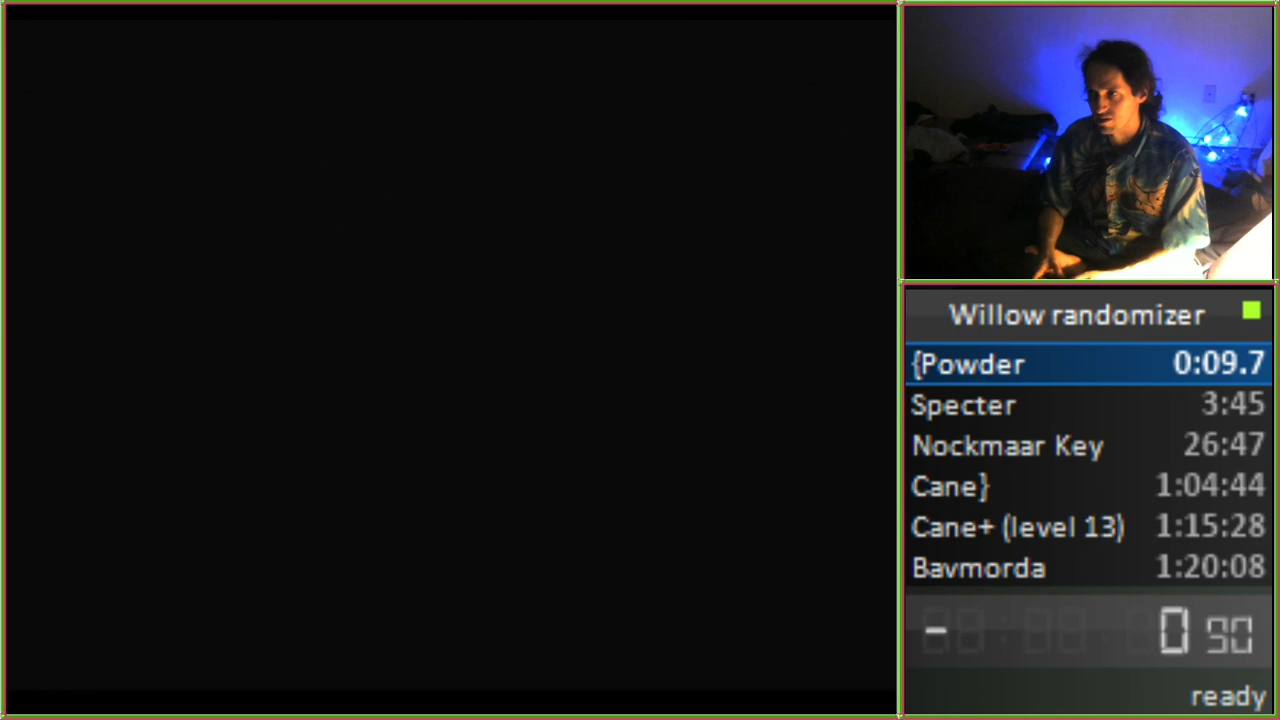 Willow randomizer
{Powder 0:09.7
Specter 3:45
Nockmaar Key 26:47
Cane} 1:04:44
Cane+ (level 13) 1:15:28
Bavmorda 1:20:08
- 0 90
ready